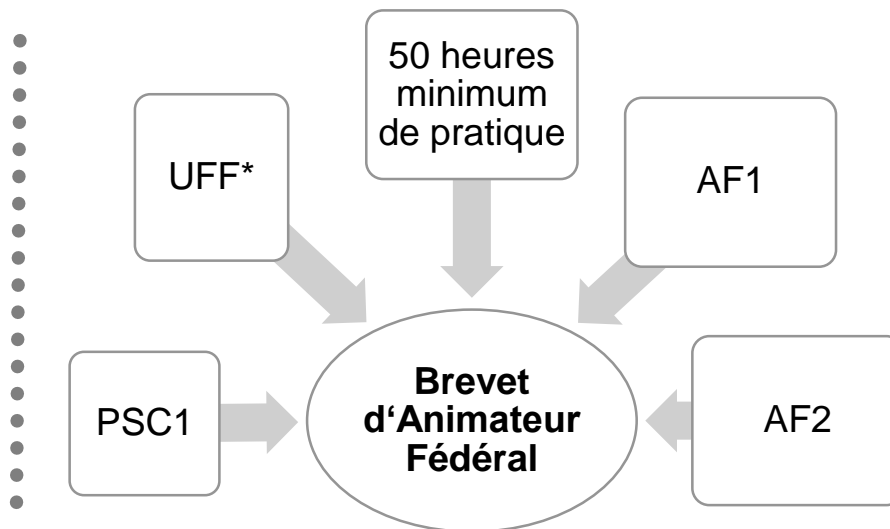 50 heures
minimum
de pratique
UFF*
AF1
PSC1
Brevet
d‘Animateur
Fédéral
AF2